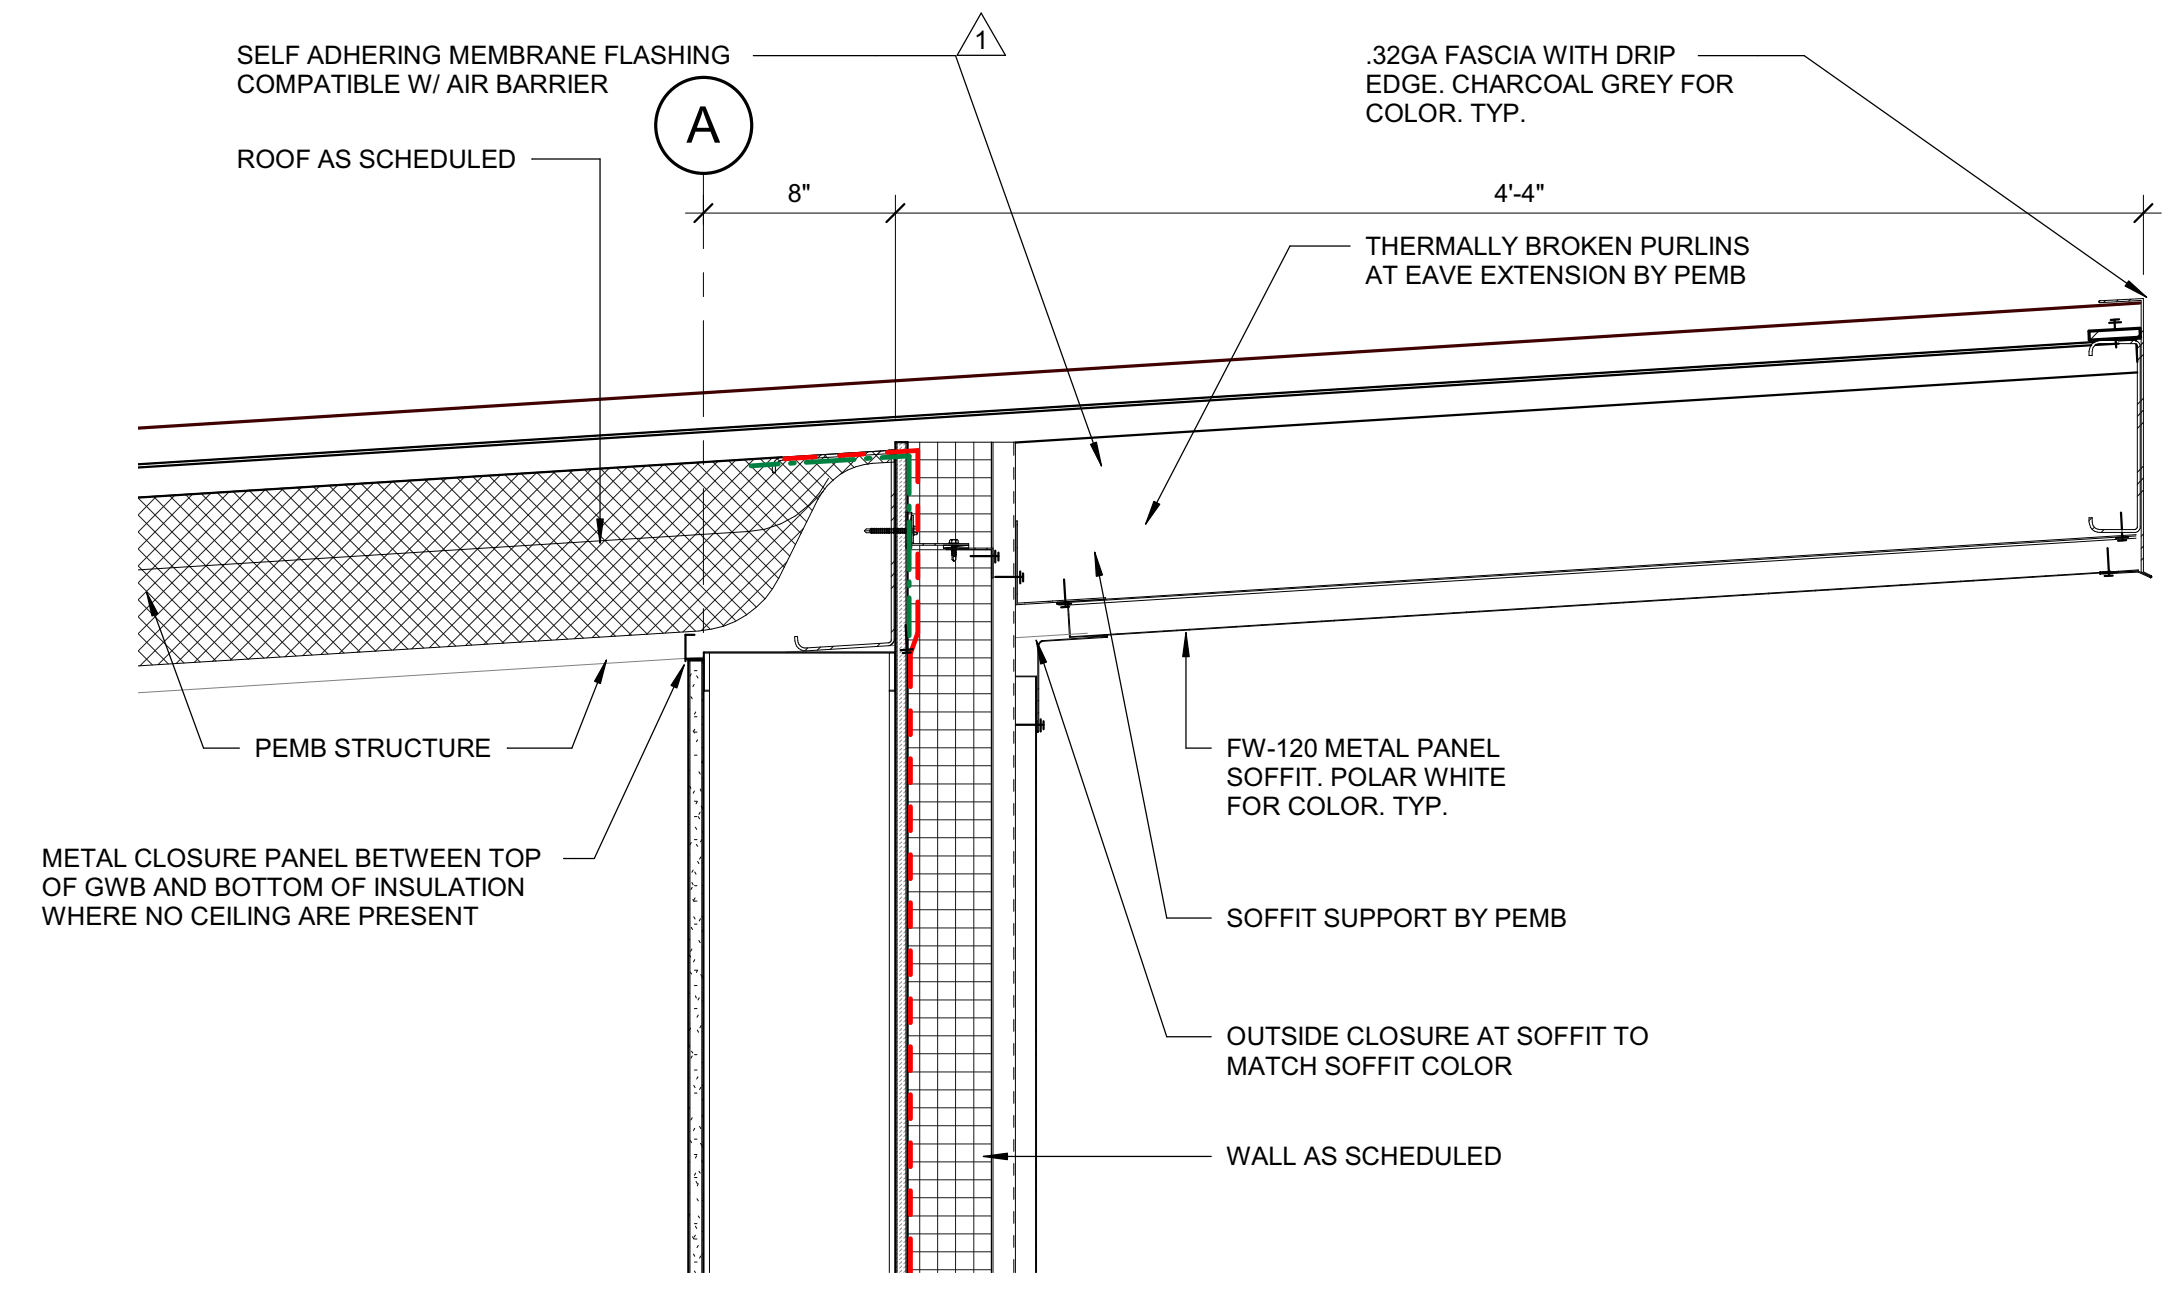 1
SELF ADHERING MEMBRANE FLASHING
COMPATIBLE W/ AIR BARRIER
.32GA FASCIA WITH DRIP
EDGE. CHARCOAL GREY FOR
COLOR. TYP.
A
ROOF AS SCHEDULED
8"
4'-4"
THERMALLY BROKEN PURLINS
AT EAVE EXTENSION BY PEMB
PEMB STRUCTURE
FW-120 METAL PANEL
SOFFIT. POLAR WHITE
FOR COLOR. TYP.
METAL CLOSURE PANEL BETWEEN TOP
OF GWB AND BOTTOM OF INSULATION
WHERE NO CEILING ARE PRESENT
SOFFIT SUPPORT BY PEMB
OUTSIDE CLOSURE AT SOFFIT TO
MATCH SOFFIT COLOR
WALL AS SCHEDULED